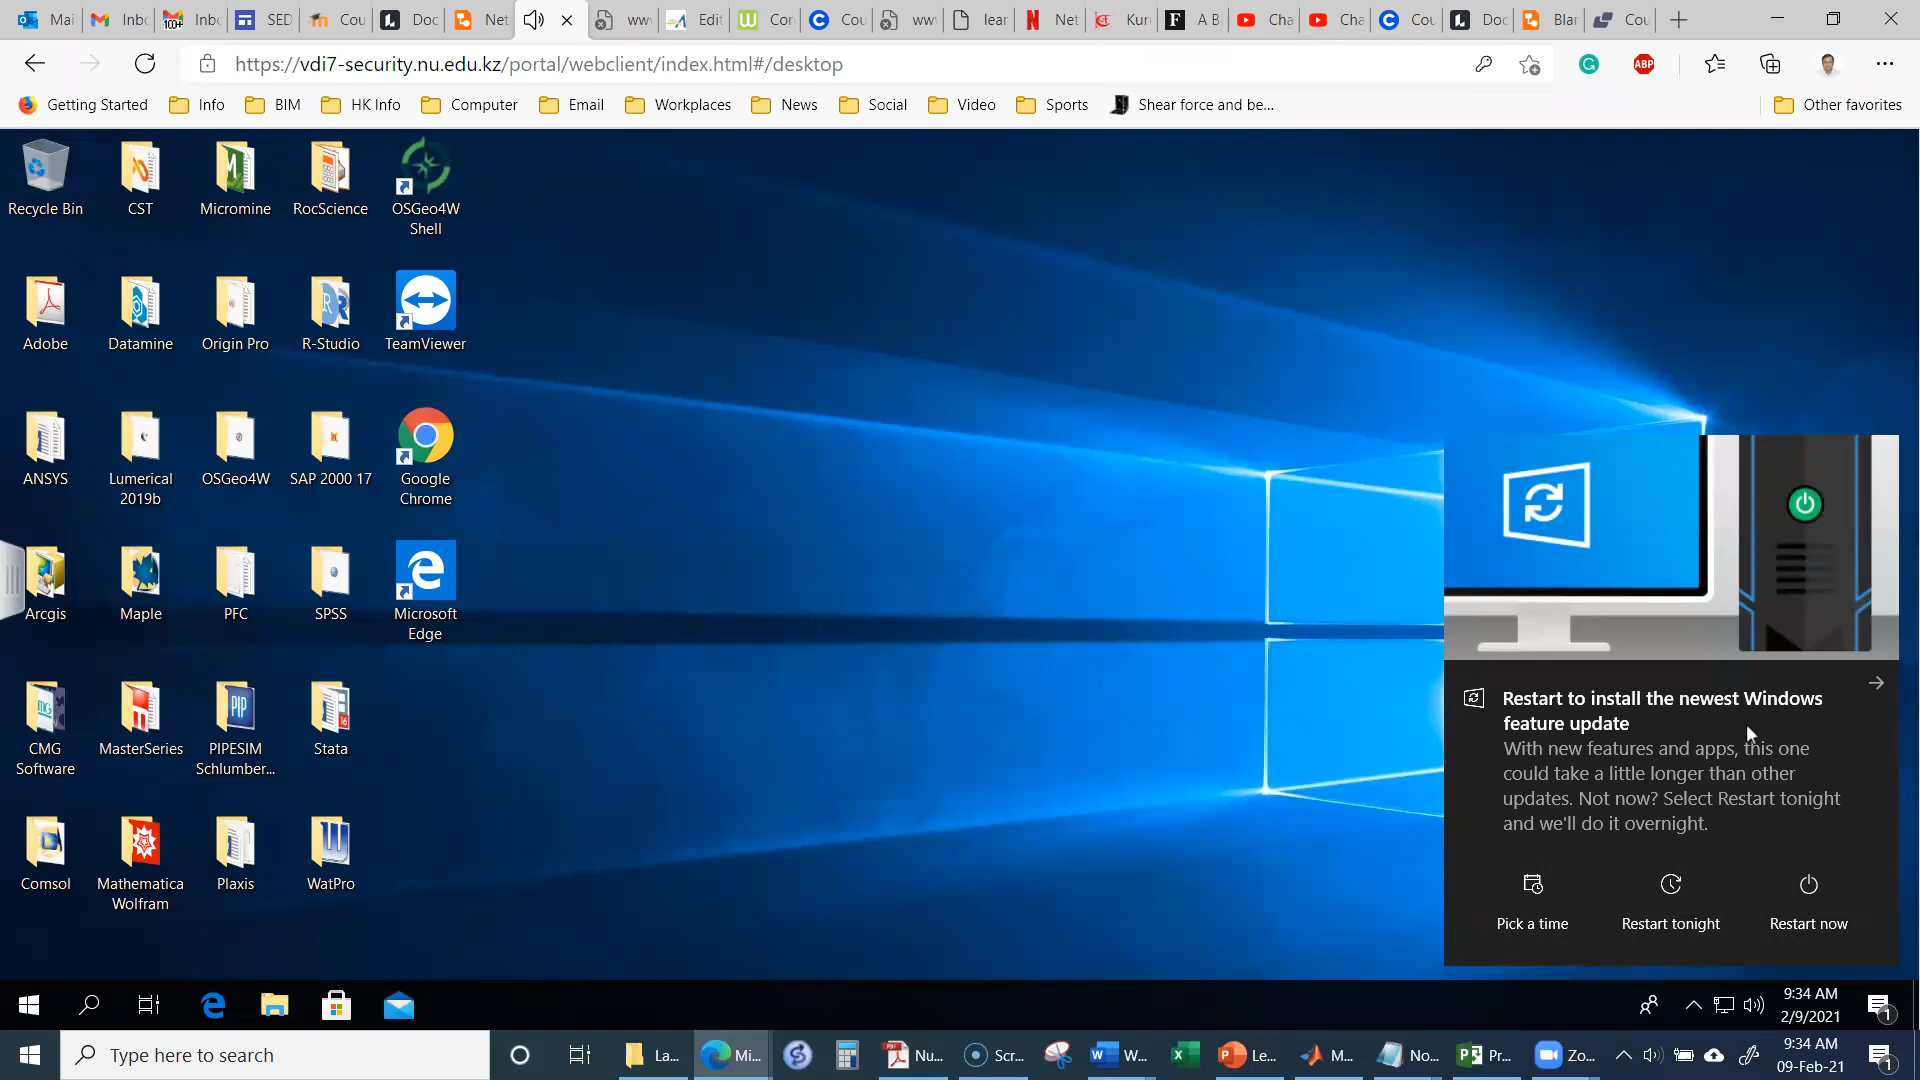 Mai
Inbo
100+
Inbo
SED
Cou
Doc
Net
www
Edit
Cor
Cou
www
lear
Net
Kur
A B
Cha
Cha
Cou
Doc
Blar
Cou
https://vdi7-security.nu.edu.kz/portal/webclient/index.html#/desktop
ABP
Getting Started
Info
BIM
HK Info
Computer
Email
Workplaces
News
Social
Video
Sports
Shear force and be...
Other favorites
Recycle Bin
CST
Micromine
RocScience
OSGeo4W
Shell
Adobe
Datamine
Origin Pro
R-Studio
TeamViewer
ANSYS
Lumerical
2019b
OSGeo4W
SAP 2000 17
Google
Chrome
Arcgis
Maple
PFC
SPSS
Microsoft
Edge
CMG
Software
MasterSeries
PIPESIM
Schlumber...
Stata
Comsol
Mathematica
Wolfram
Plaxis
WatPro
Restart to install the newest Windows
feature update
With new features and apps, this one
could take a little longer than other
updates. Not now? Select Restart tonight
and we'll do it overnight.
Pick a time
Restart tonight
Restart now
9:34 AM
2/9/2021
1
Type here to search
La...
Mi...
Nu...
Scr...
W...
Le...
M...
No...
Pr...
Zo...
9:34 AM
09-Feb-21
1